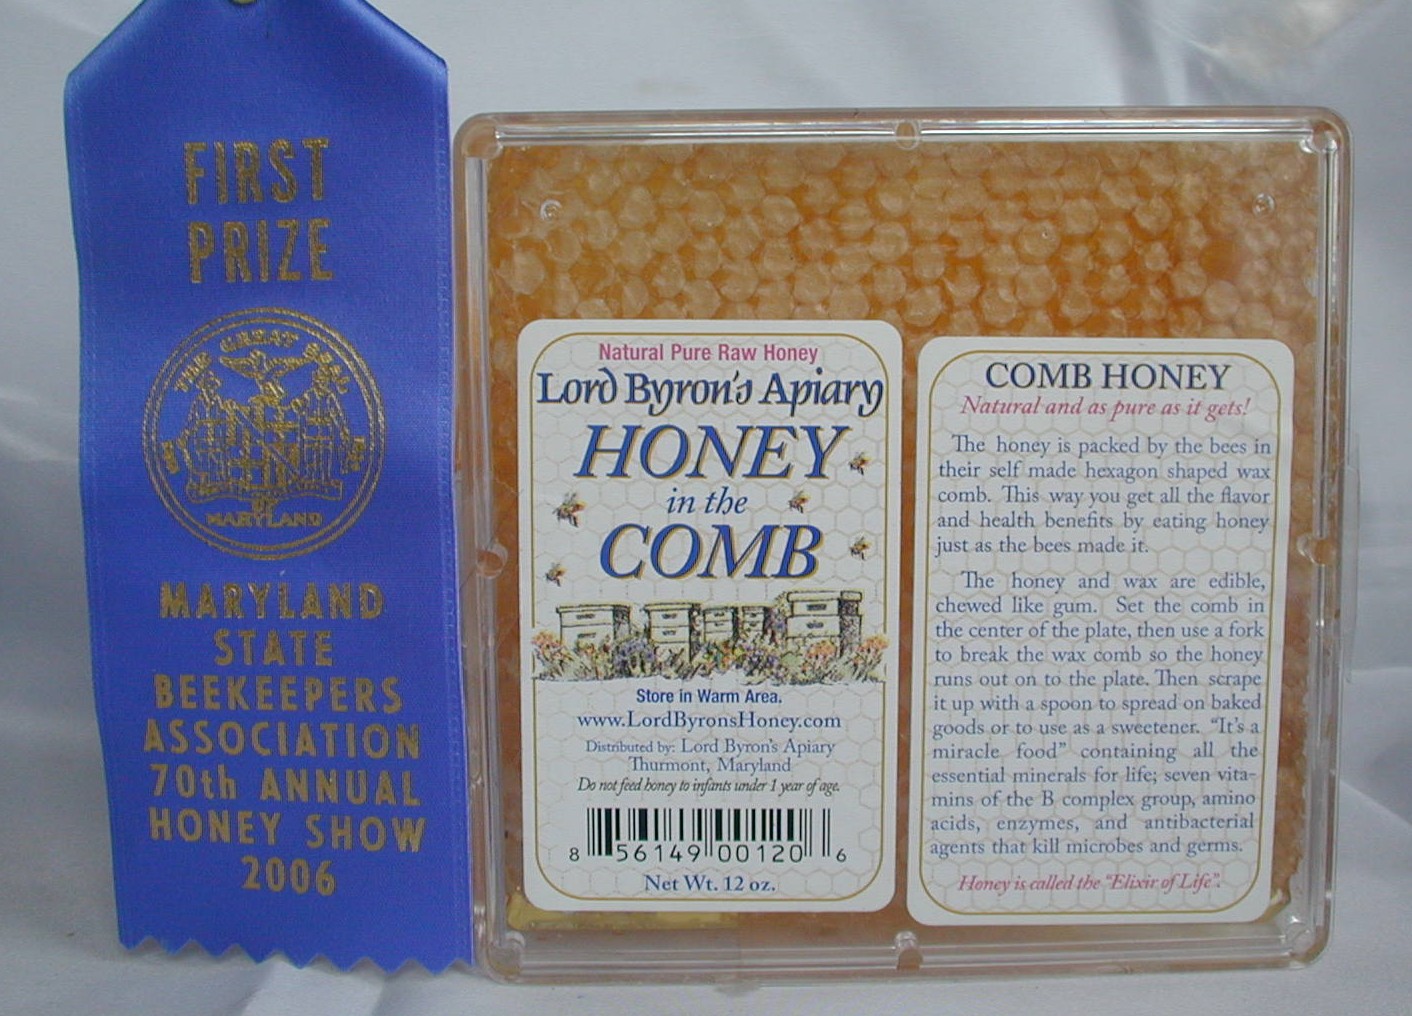 FIRST
PRIZE
THE GREAT SEAL
OF
MARYLAND
MARYLAND
STATE
BEEKEEPERS
ASSOCIATION
70th ANNUAL
HONEY SHOW
2006
Natural Pure Raw Honey
Lord Byron's Apiary
HONEY
in the
COMB
Store in Warm Area.
www.LordByronsHoney.com
Distributed by: Lord Byron's Apiary
Thurmont, Maryland
Do not feed honey to infants under 1 year of age.
8 56149 00120 6
Net Wt. 12 oz.
COMB HONEY
Natural and as pure as it gets!
The honey is packed by the bees in
their self made hexagon shaped wax
comb. This way you get all the flavor
and health benefits by eating honey
just as the bees made it.
The honey and wax are edible,
chewed like gum. Set the comb in
the center of the plate, then use a fork
to break the wax comb so the honey
runs out on to the plate. Then scrape
it up with a spoon to spread on baked
goods or to use as a sweetener. "It's a
miracle food" containing all the
essential minerals for life; seven vita-
mins of the B complex group, amino
acids, enzymes, and antibacterial
agents that kill microbes and germs.
Honey is called the "Elixir of Life".